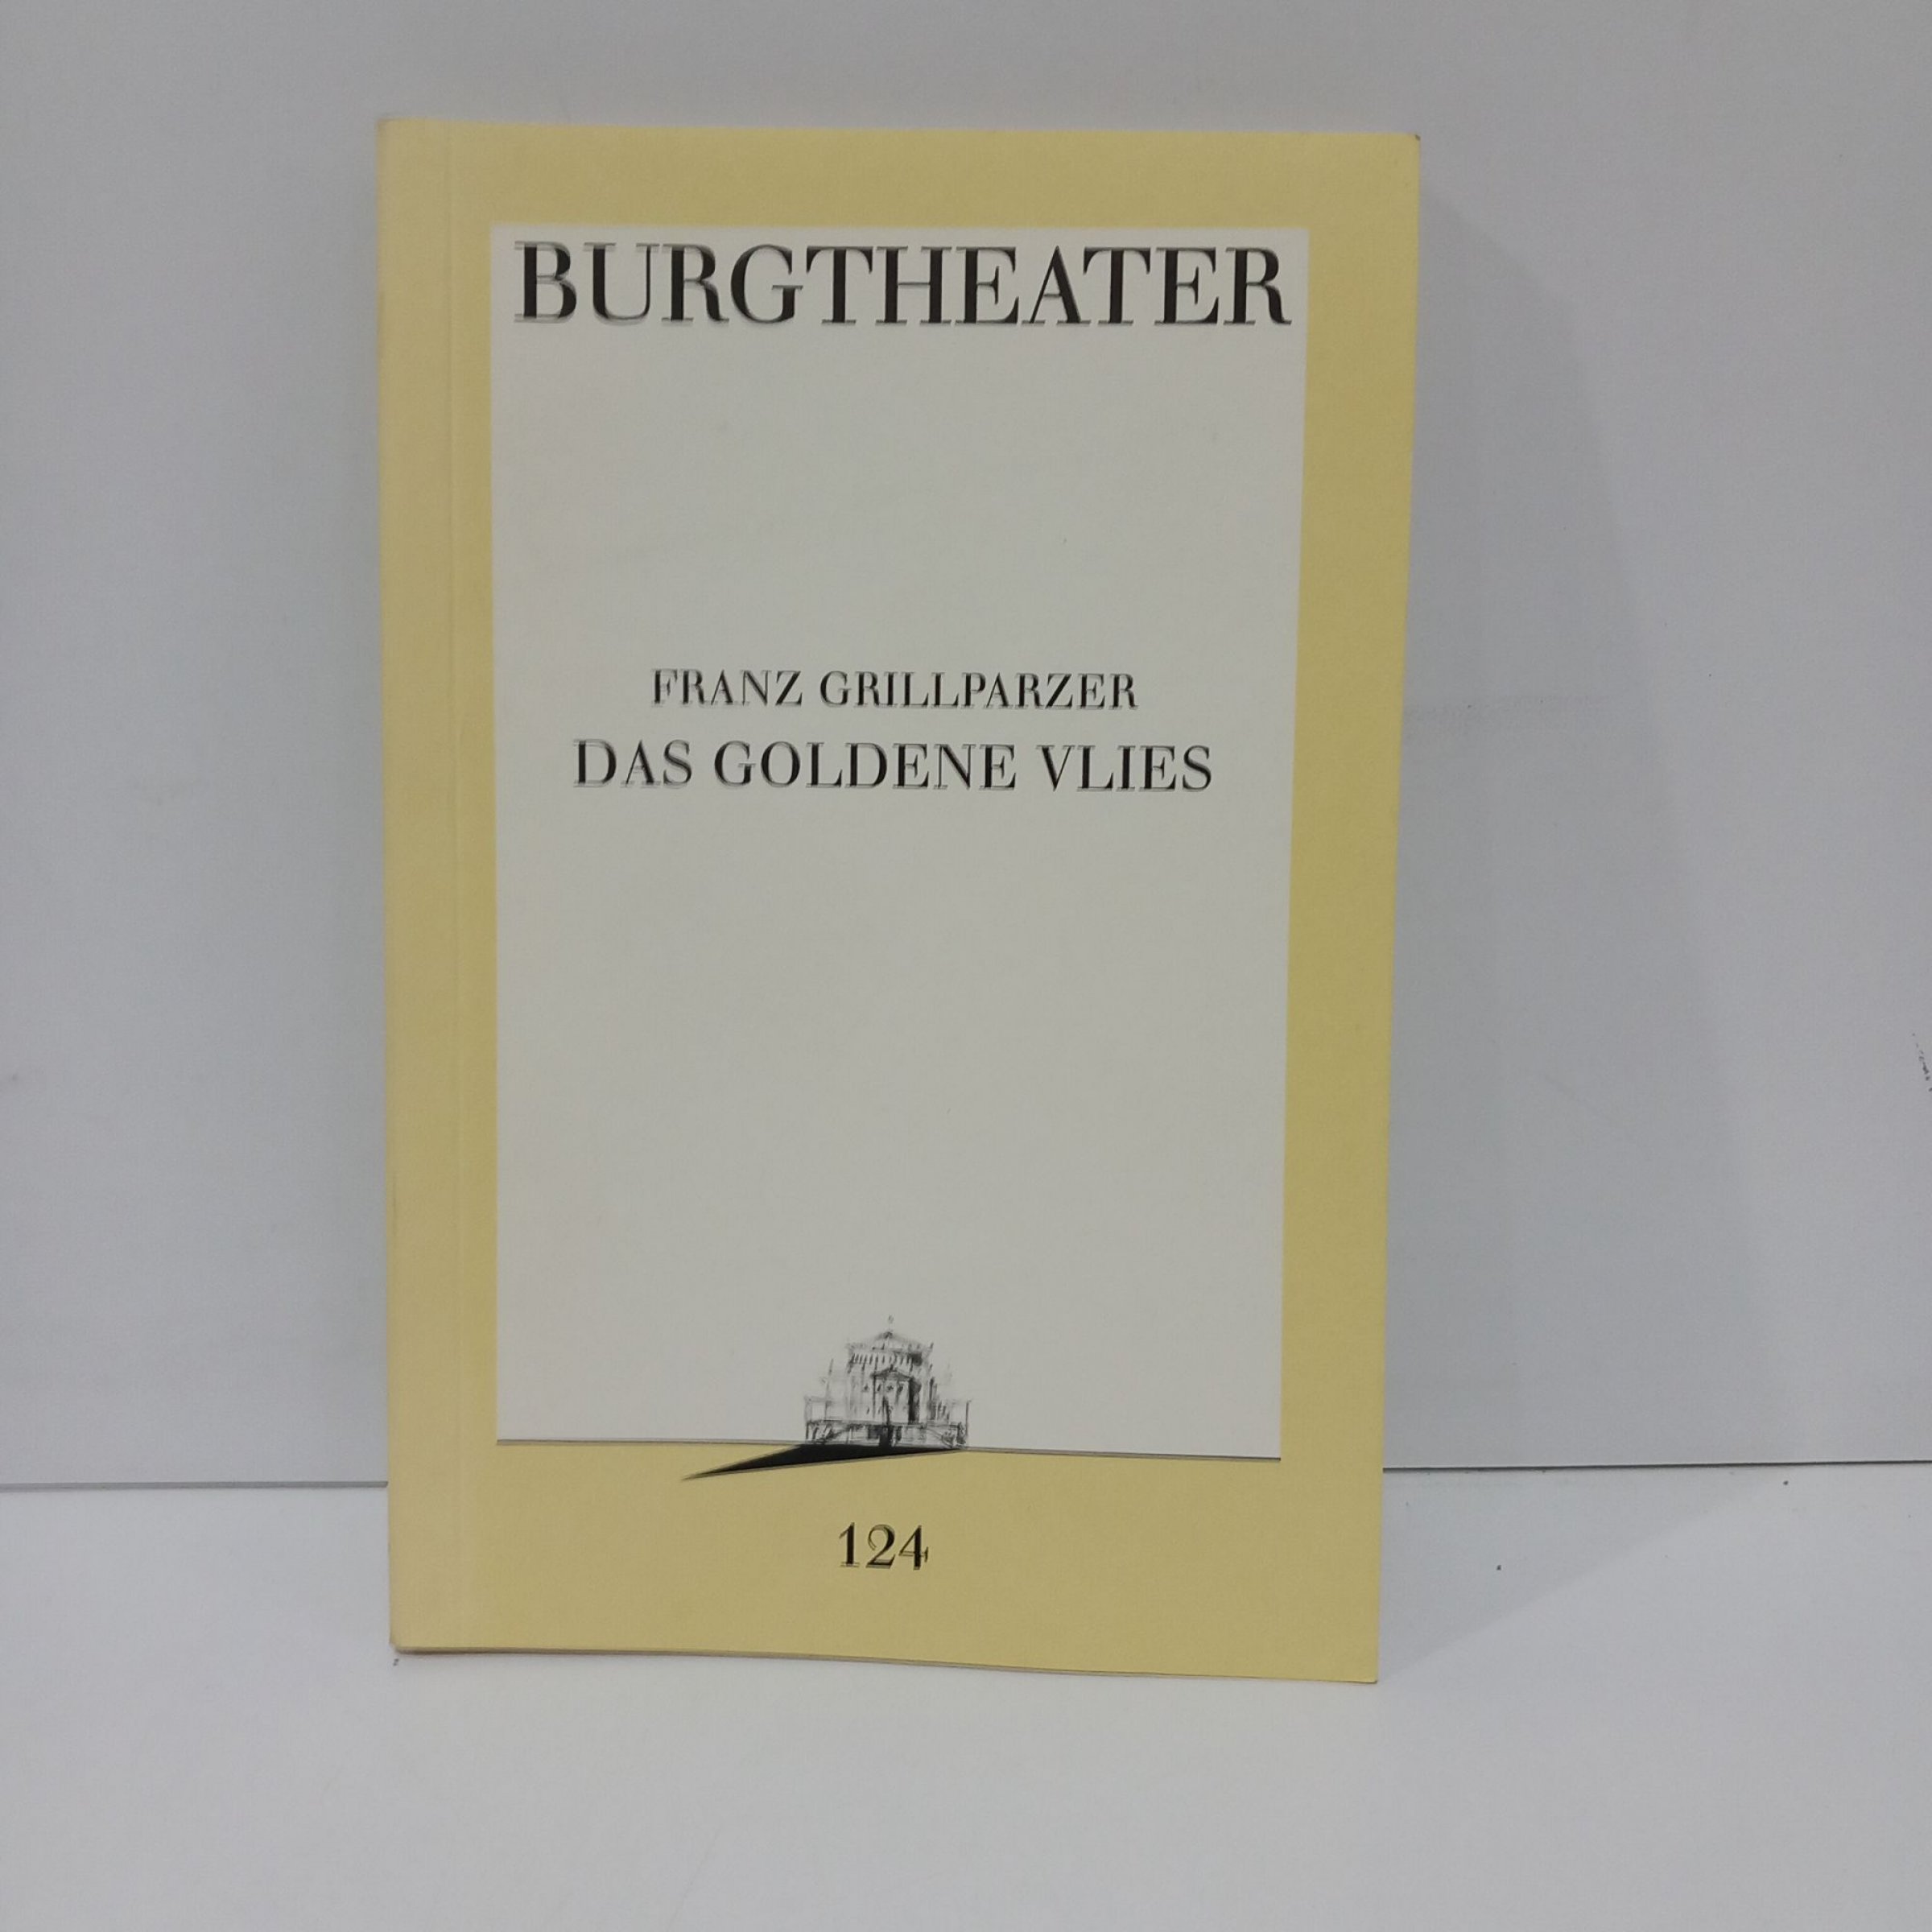 BURGTHEATER
FRANZ GRILLPARZER
DAS GOLDENE VLIES
124